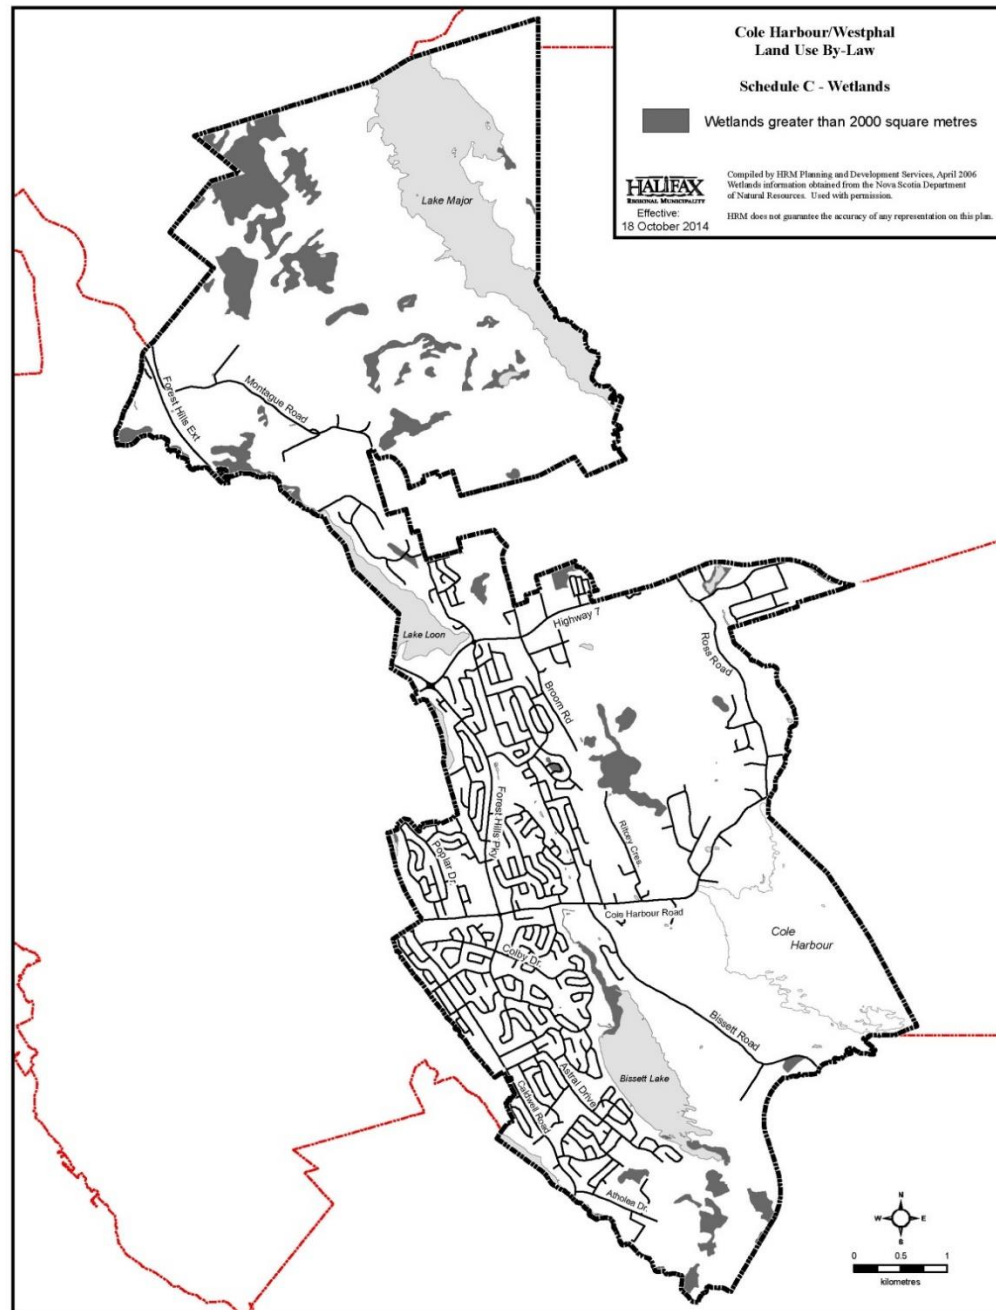 Cole Harbour/Westphal
Land Use By-Law
Schedule C - Wetlands
Wetlands greater than 2000 square metres
HALIFAX
REGIONAL MUNICIPALITY
Effective:
18 October 2014
Compiled by HRM Planning and Development Services, April 2006
Wetlands information obtained from the Nova Scotia Department
of Natural Resources. Used with permission.
HRM does not guarantee the accuracy of any representation on this plan.
Lake Major
Forest Hills Ext
Montague Road
Lake Loon
Highway 7
Ross Road
Broom Rd
Forest Hills Pky
Poplar Dr.
Ritcey Cres.
Cole Harbour Road
Cole
Harbour
Colby Dr.
Bissett Road
Bissett Lake
Astral Drive
Caldwell Road
Atholea Dr.
N
W
E
S
0 0.5 1
kilometres